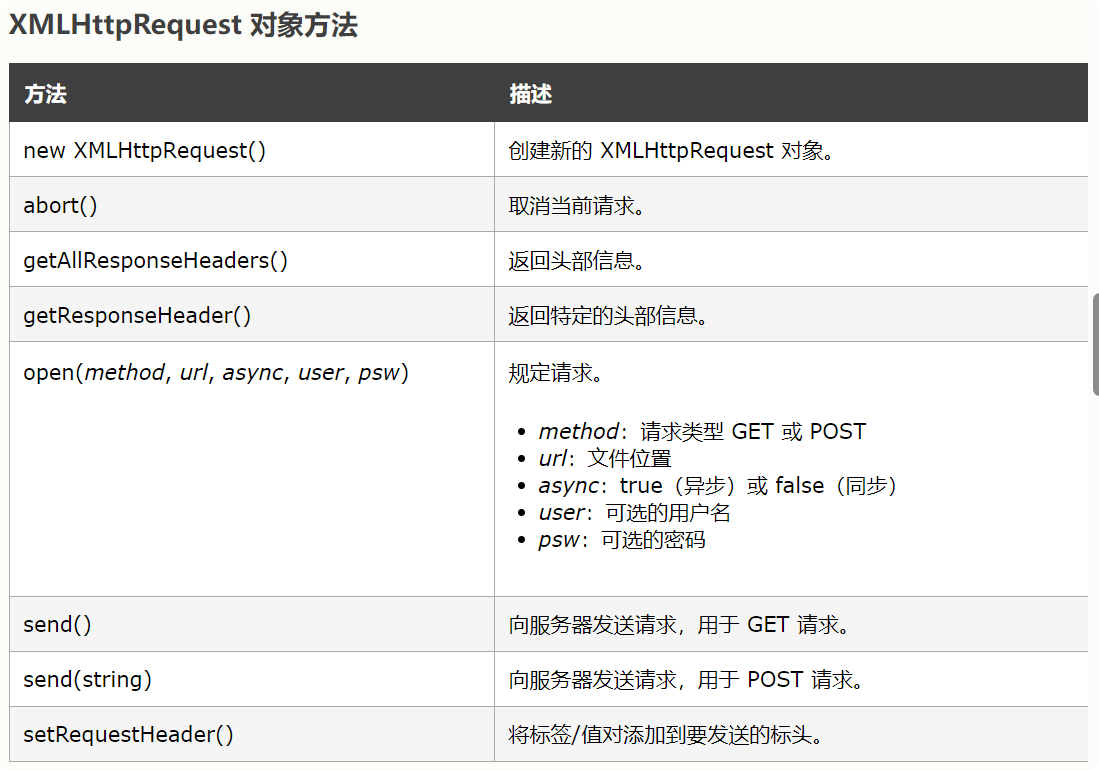 XMLHttpRequest 对象方法
方法 描述
new XMLHttpRequest() 创建新的 XMLHttpRequest 对象。
abort() 取消当前请求。
getAllResponseHeaders() 返回头部信息。
getResponseHeader() 返回特定的头部信息。
open(method, url, async, user, psw) 规定请求。
• method：请求类型 GET 或 POST
• url：文件位置
• async：true（异步）或 false（同步）
• user：可选的用户名
• psw：可选的密码
send() 向服务器发送请求，用于 GET 请求。
send(string) 向服务器发送请求，用于 POST 请求。
setRequestHeader() 将标签/值对添加到要发送的标头。